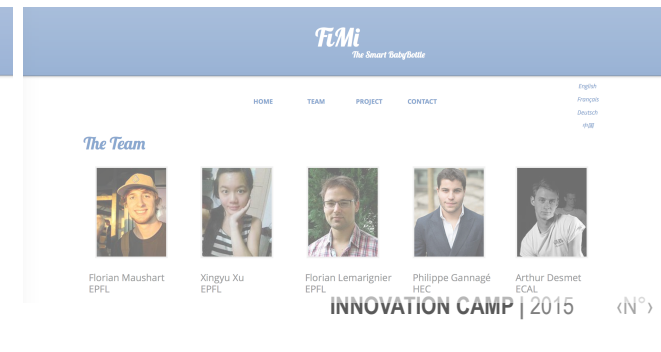 FiMi
The Smart BabyBottle
HOME TEAM PROJECT CONTACT
English
Français
Deutsch
中国
The Team
Florian Maushart
EPFL
Xingyu Xu
EPFL
Florian Lemarignier
EPFL
Philippe Gannagé
HEC
Arthur Desmet
ECAL
INNOVATION CAMP | 2015 ‹N°›